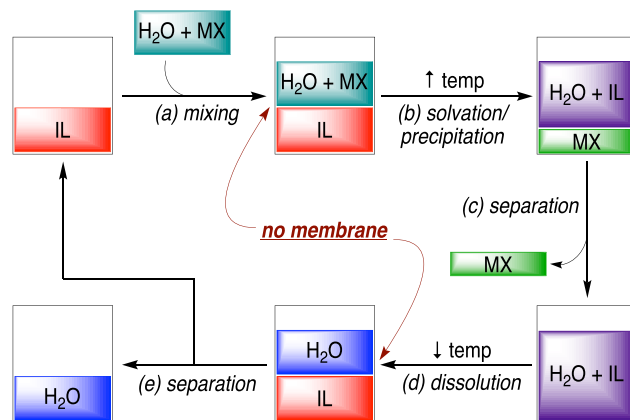 H₂O + MX
IL
(a) mixing
H₂O + MX
IL
↑ temp
(b) solvation/
precipitation
H₂O + IL
MX
(c) separation
no membrane
MX
H₂O
(e) separation
H₂O
IL
↓ temp
(d) dissolution
H₂O + IL